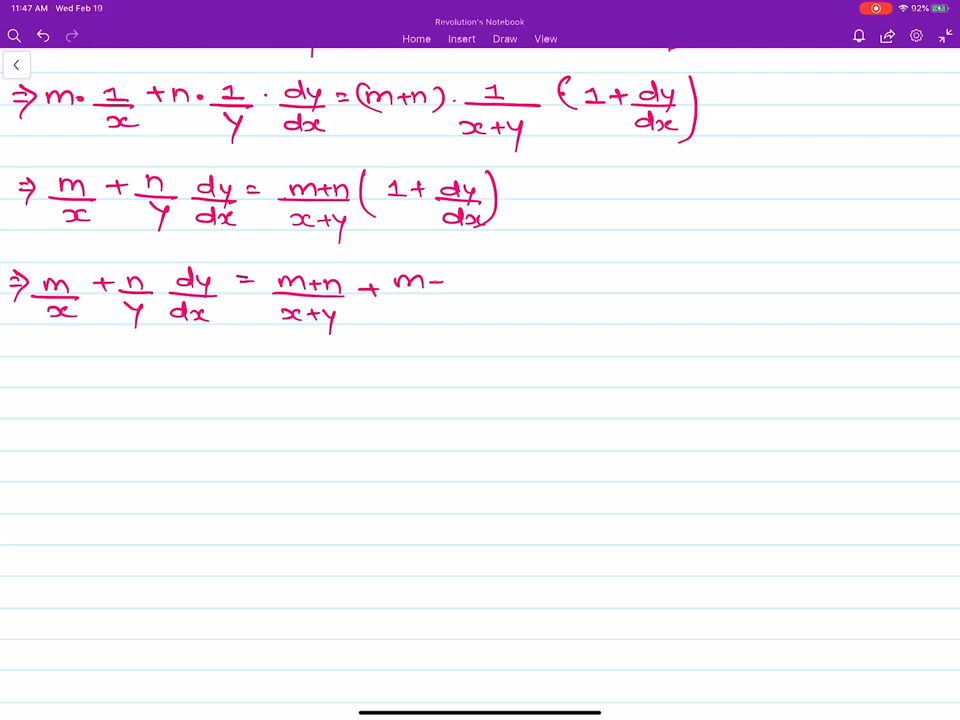 11:47 AM Wed Feb 19
92%
Revolution's Notebook
Home Insert Draw View
⇒ m · 1/x + n · 1/y · dy/dx = (m+n) · 1/(x+y) (1 + dy/dx)
⇒ m/x + n/y dy/dx = (m+n)/(x+y) (1 + dy/dx)
⇒ m/x + n/y dy/dx = (m+n)/(x+y) + m-